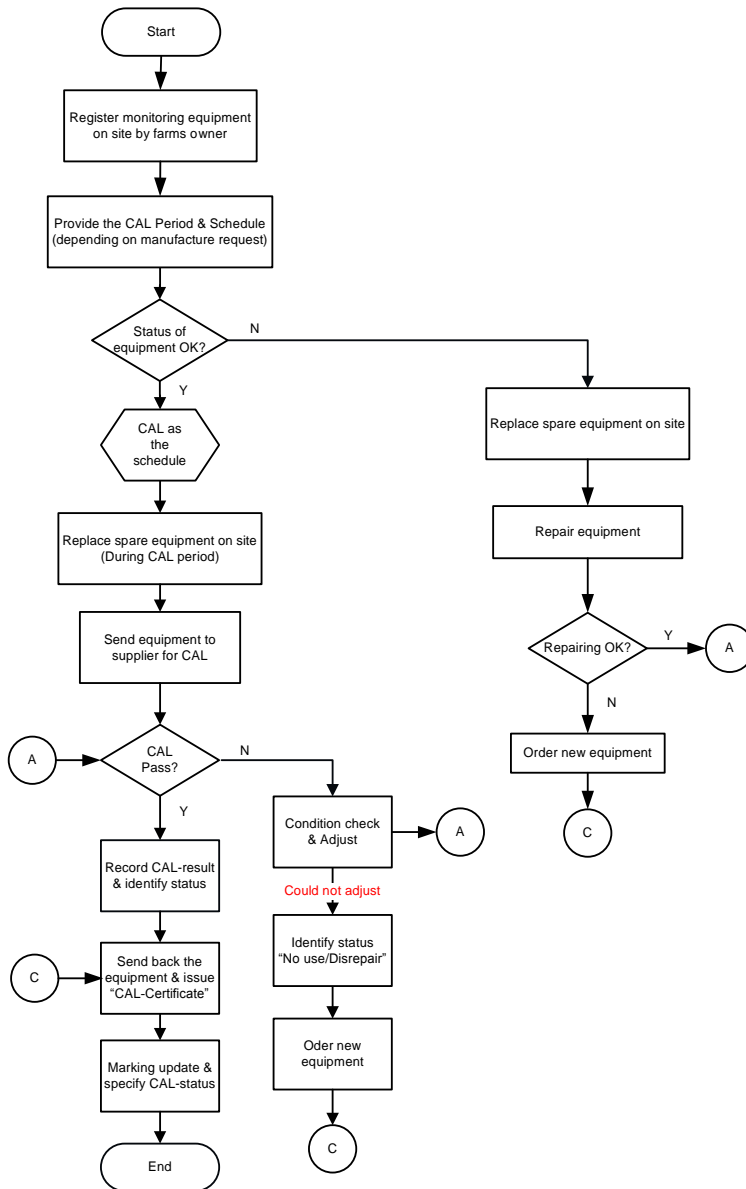 Start
Register monitoring equipment
on site by farms owner
Provide the CAL Period & Schedule
(depending on manufacture request)
Status of
equipment OK?
N
Y
CAL as
the
schedule
Replace spare equipment on site
Replace spare equipment on site
(During CAL period)
Repair equipment
Send equipment to
supplier for CAL
Repairing OK?
Y
A
N
A
CAL
Pass?
N
Order new equipment
Y
Condition check
& Adjust
A
C
Record CAL-result
& identify status
Could not adjust
Identify status
“No use/Disrepair”
C
Send back the
equipment & issue
“CAL-Certificate”
Oder new
equipment
Marking update &
specify CAL-status
C
End